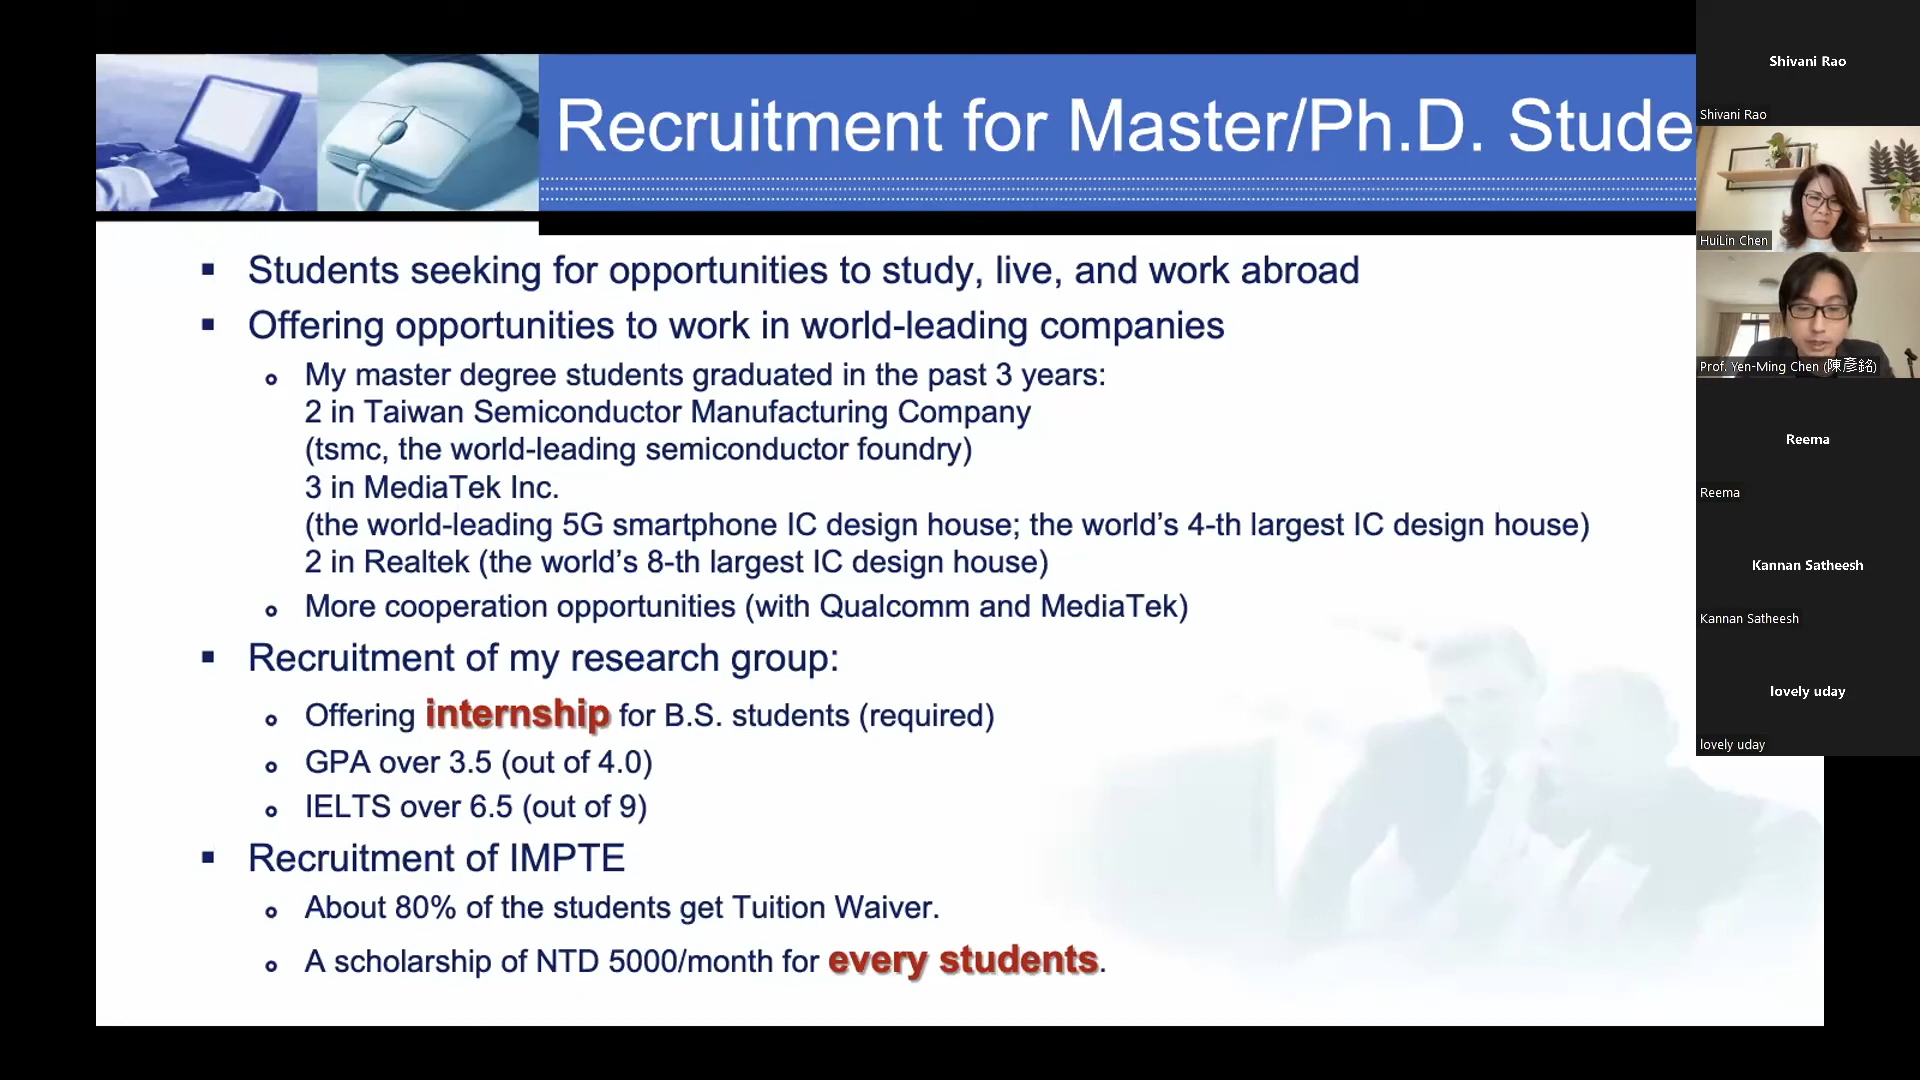 Recruitment for Master/Ph.D. Stude
Students seeking for opportunities to study, live, and work abroad
Offering opportunities to work in world-leading companies
My master degree students graduated in the past 3 years:
2 in Taiwan Semiconductor Manufacturing Company
(tsmc, the world-leading semiconductor foundry)
3 in MediaTek Inc.
(the world-leading 5G smartphone IC design house; the world’s 4-th largest IC design house)
2 in Realtek (the world’s 8-th largest IC design house)
More cooperation opportunities (with Qualcomm and MediaTek)
Recruitment of my research group:
Offering internship for B.S. students (required)
GPA over 3.5 (out of 4.0)
IELTS over 6.5 (out of 9)
Recruitment of IMPTE
About 80% of the students get Tuition Waiver.
A scholarship of NTD 5000/month for every students.
Shivani Rao
Shivani Rao
HuiLin Chen
Prof. Yen-Ming Chen (陳彥銘)
Reema
Reema
Kannan Satheesh
Kannan Satheesh
lovely uday
lovely uday